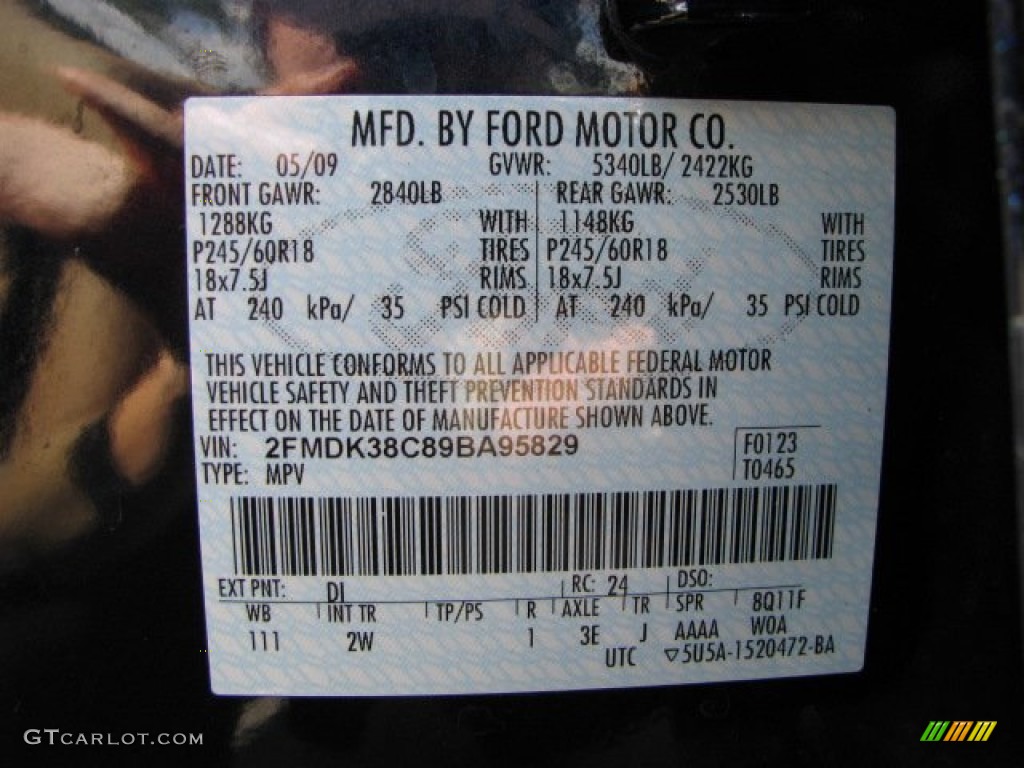 MFD. BY FORD MOTOR CO.
DATE: 05/09 GVWR: 5340LB/ 2422KG
FRONT GAWR: 2840LB REAR GAWR: 2530LB
1288KG WITH 1148KG WITH
P245/60R18 TIRES P245/60R18 TIRES
18x7.5J RIMS 18x7.5J RIMS
AT 240 kPa/ 35 PSI COLD AT 240 kPa/ 35 PSI COLD
THIS VEHICLE CONFORMS TO ALL APPLICABLE FEDERAL MOTOR
VEHICLE SAFETY AND THEFT PREVENTION STANDARDS IN
EFFECT ON THE DATE OF MANUFACTURE SHOWN ABOVE.
VIN: 2FMDK38C89BA95829 F0123
TYPE: MPV T0465
EXT PNT: DI RC: 24 DSO:
WB INT TR TP/PS R AXLE TR SPR 8Q11F
111 2W 1 3E J AAAA WOA
UTC ▽5U5A-1520472-BA
GTCARLOT.COM